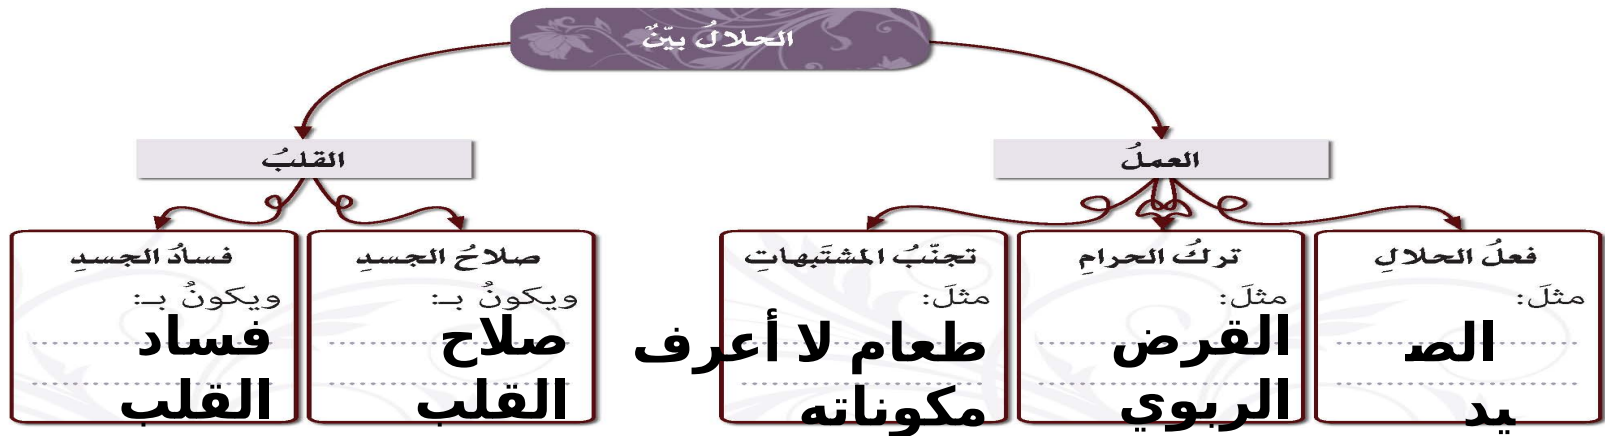 الحلالُ بيّنٌ
العملُ
القلبُ
فعلُ الحلالِ
مثلَ:
الص
يد
تركُ الحرامِ
مثلَ:
القرض
الربوي
تجنّبُ المشتَبهاتِ
مثلَ:
طعام لا أعرف
مكوناته
صلاحُ الجسدِ
ويكونُ بـ:
صلاح
القلب
فسادُ الجسدِ
ويكونُ بـ:
فساد
القلب